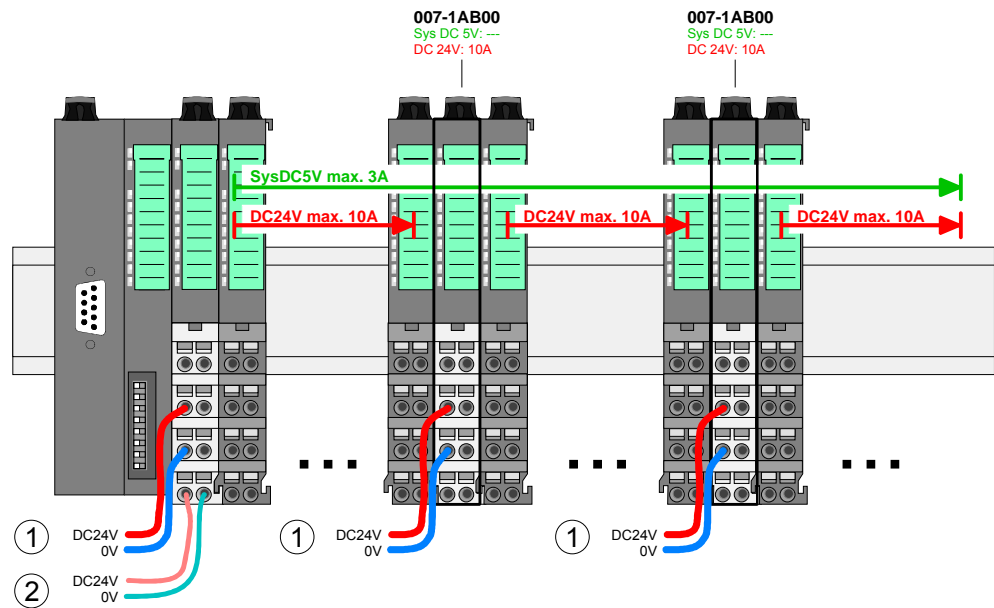 007-1AB00
Sys DC 5V: ---
DC 24V: 10A
007-1AB00
Sys DC 5V: ---
DC 24V: 10A
SysDC5V max. 3A
DC24V max. 10A
DC24V max. 10A
DC24V max. 10A
1
DC24V
0V
1
DC24V
0V
1
DC24V
0V
2
DC24V
0V